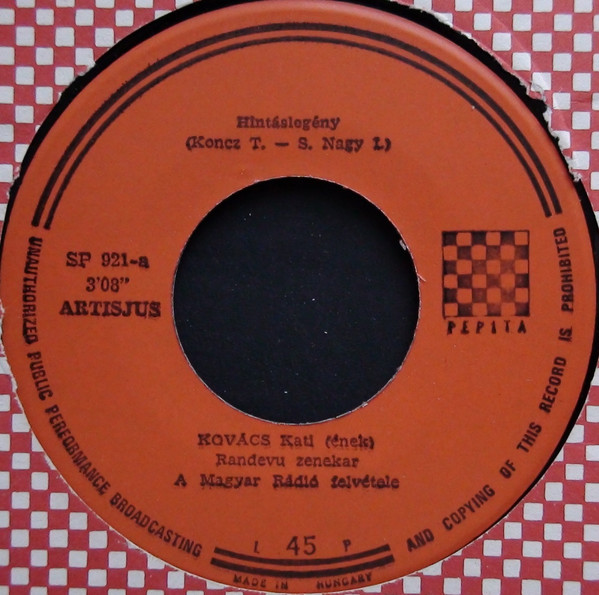 Hintáslegény
(Koncz T. — S. Nagy I.)
SP 921-a
3'08"
ARTISJUS
PEPITA
KOVÁCS Kati (ének)
Randevu zenekar
A Magyar Rádió felvétele
L 45 P
UNAUTHORIZED PUBLIC PERFORMANCE BROADCASTING AND COPYING OF THIS RECORD IS PROHIBITED
MADE IN HUNGARY